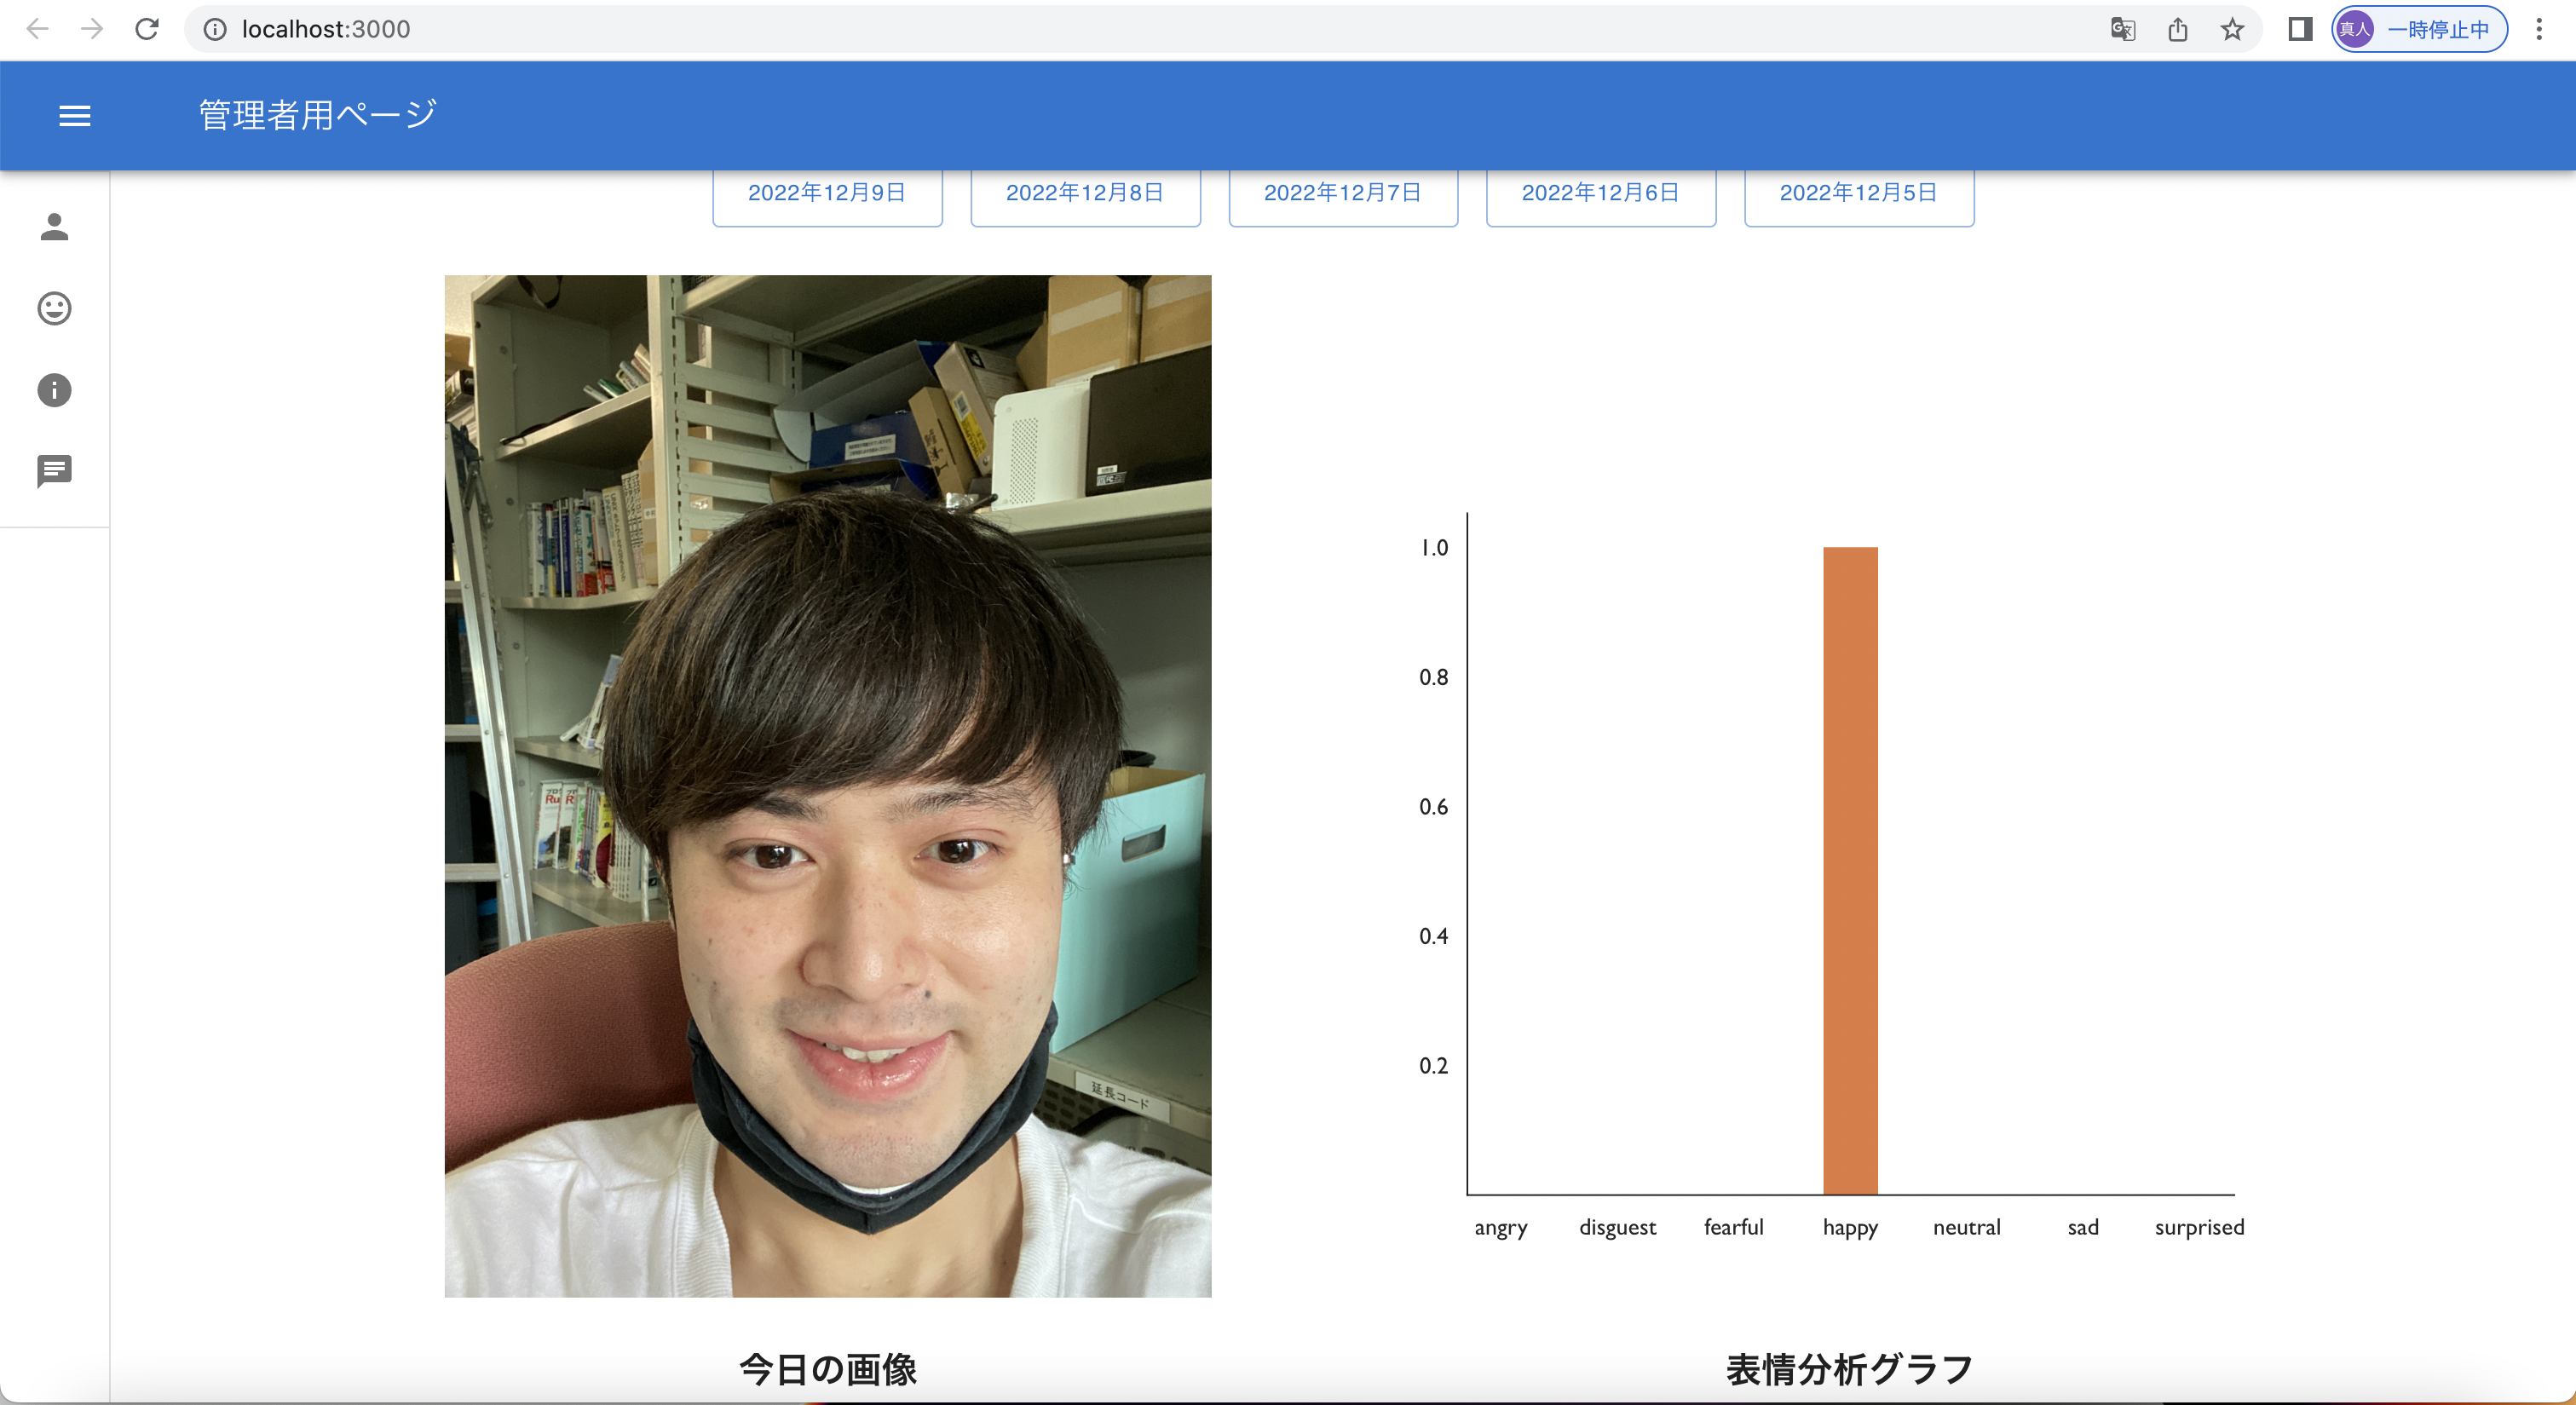 localhost:3000
真人 一時停止中
管理者用ページ
2022年12月9日 2022年12月8日 2022年12月7日 2022年12月6日 2022年12月5日
延長コード
1.0
0.8
0.6
0.4
0.2
angry disguest fearful happy neutral sad surprised
今日の画像 表情分析グラフ